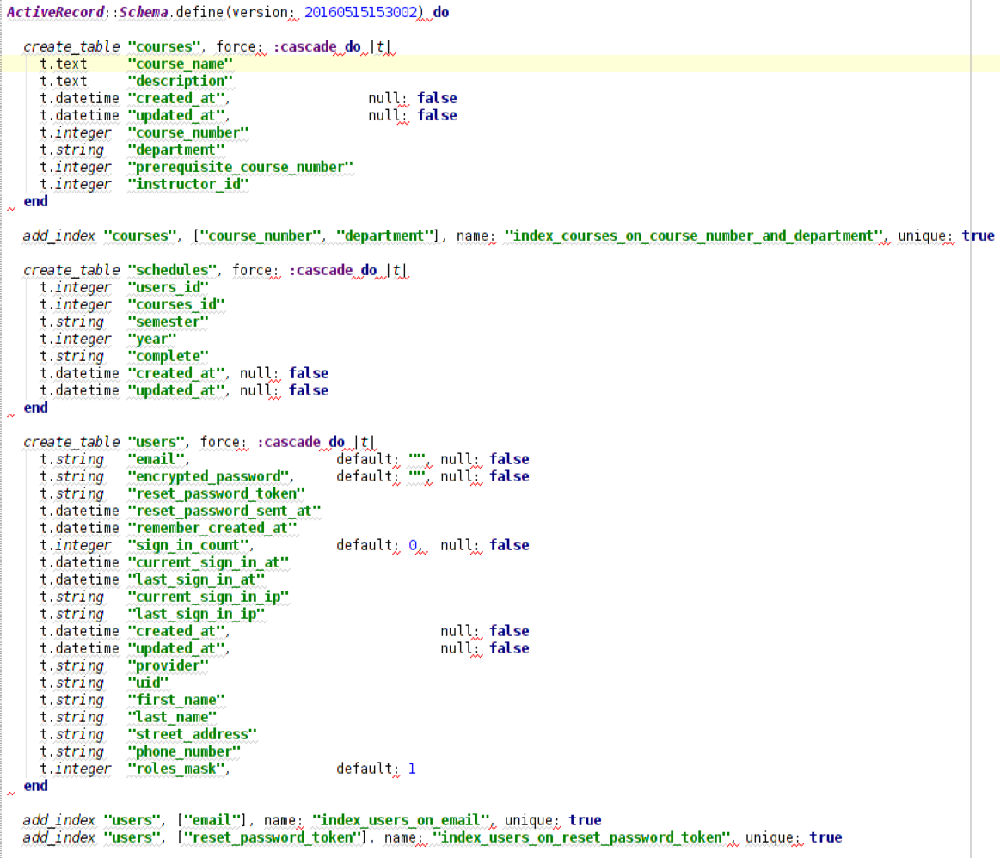 ActiveRecord::Schema.define(version: 20160515153002) do

  create_table "courses", force: :cascade do |t|
    t.text     "course_name"
    t.text     "description"
    t.datetime "created_at",                 null: false
    t.datetime "updated_at",                 null: false
    t.integer  "course_number"
    t.string   "department"
    t.integer  "prerequisite_course_number"
    t.integer  "instructor_id"
  end

  add_index "courses", ["course_number", "department"], name: "index_courses_on_course_number_and_department", unique: true

  create_table "schedules", force: :cascade do |t|
    t.integer  "users_id"
    t.integer  "courses_id"
    t.string   "semester"
    t.integer  "year"
    t.string   "complete"
    t.datetime "created_at", null: false
    t.datetime "updated_at", null: false
  end

  create_table "users", force: :cascade do |t|
    t.string   "email",                  default: "", null: false
    t.string   "encrypted_password",     default: "", null: false
    t.string   "reset_password_token"
    t.datetime "reset_password_sent_at"
    t.datetime "remember_created_at"
    t.integer  "sign_in_count",          default: 0,  null: false
    t.datetime "current_sign_in_at"
    t.datetime "last_sign_in_at"
    t.string   "current_sign_in_ip"
    t.string   "last_sign_in_ip"
    t.datetime "created_at",                          null: false
    t.datetime "updated_at",                          null: false
    t.string   "provider"
    t.string   "uid"
    t.string   "first_name"
    t.string   "last_name"
    t.string   "street_address"
    t.string   "phone_number"
    t.integer  "roles_mask",             default: 1
  end

  add_index "users", ["email"], name: "index_users_on_email", unique: true
  add_index "users", ["reset_password_token"], name: "index_users_on_reset_password_token", unique: true